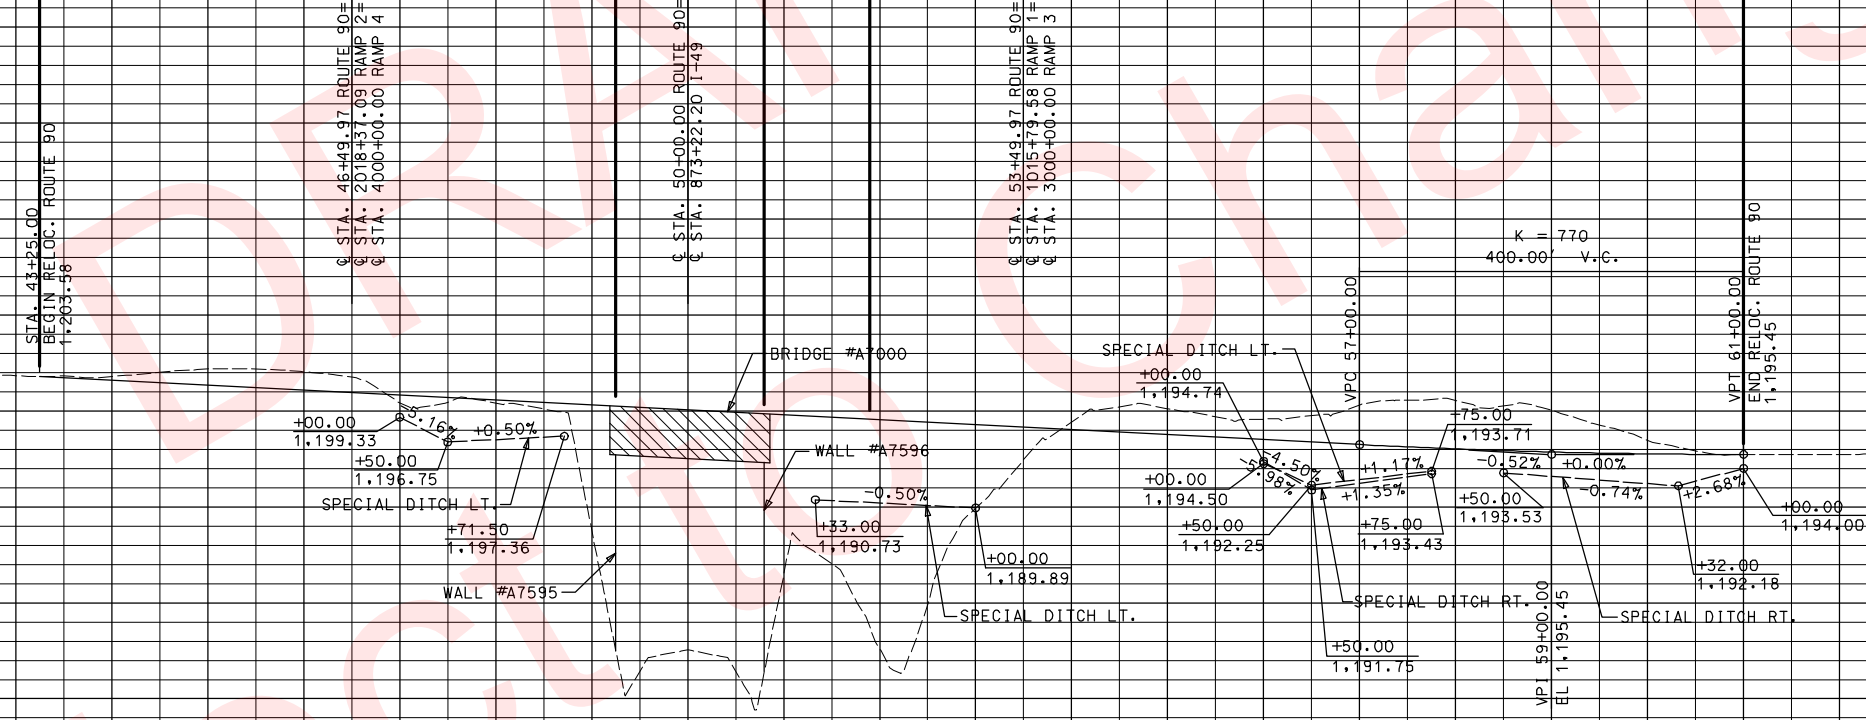 STA. 43+25.00
BEGIN RELOC. ROUTE 90
1,203.58
℄ STA. 46+49.97 ROUTE 90=
℄ STA. 2018+37.09 RAMP 2=
℄ STA. 4000+00.00 RAMP 4
℄ STA. 50+00.00 ROUTE 90=
℄ STA. 873+22.20 I-49
℄ STA. 53+49.97 ROUTE 90=
℄ STA. 1015+79.58 RAMP 1=
℄ STA. 3000+00.00 RAMP 3
K = 770
400.00' V.C.
VPC 57+00.00
VPT 61+00.00
END RELOC. ROUTE 90
1,195.45
BRIDGE #A7000
SPECIAL DITCH LT.
+00.00
1,194.74
+00.00
1,199.33
-5.16%
+0.50%
+50.00
1,196.75
SPECIAL DITCH LT.
+71.50
1,197.36
WALL #A7595
WALL #A7596
-0.50%
+33.00
1,190.73
+00.00
1,189.89
SPECIAL DITCH LT.
-4.50%
-5.98%
+1.17%
+1.35%
+75.00
1,193.71
+00.00
1,194.50
+50.00
1,192.25
+75.00
1,193.43
-0.52%
+0.00%
+50.00
1,193.53
-0.74%
+2.68%
+00.00
1,194.00
+32.00
1,192.18
SPECIAL DITCH RT.
SPECIAL DITCH RT.
+50.00
1,191.75
VPI 59+00.00
EL 1,195.45
DRA
Chan
ect to